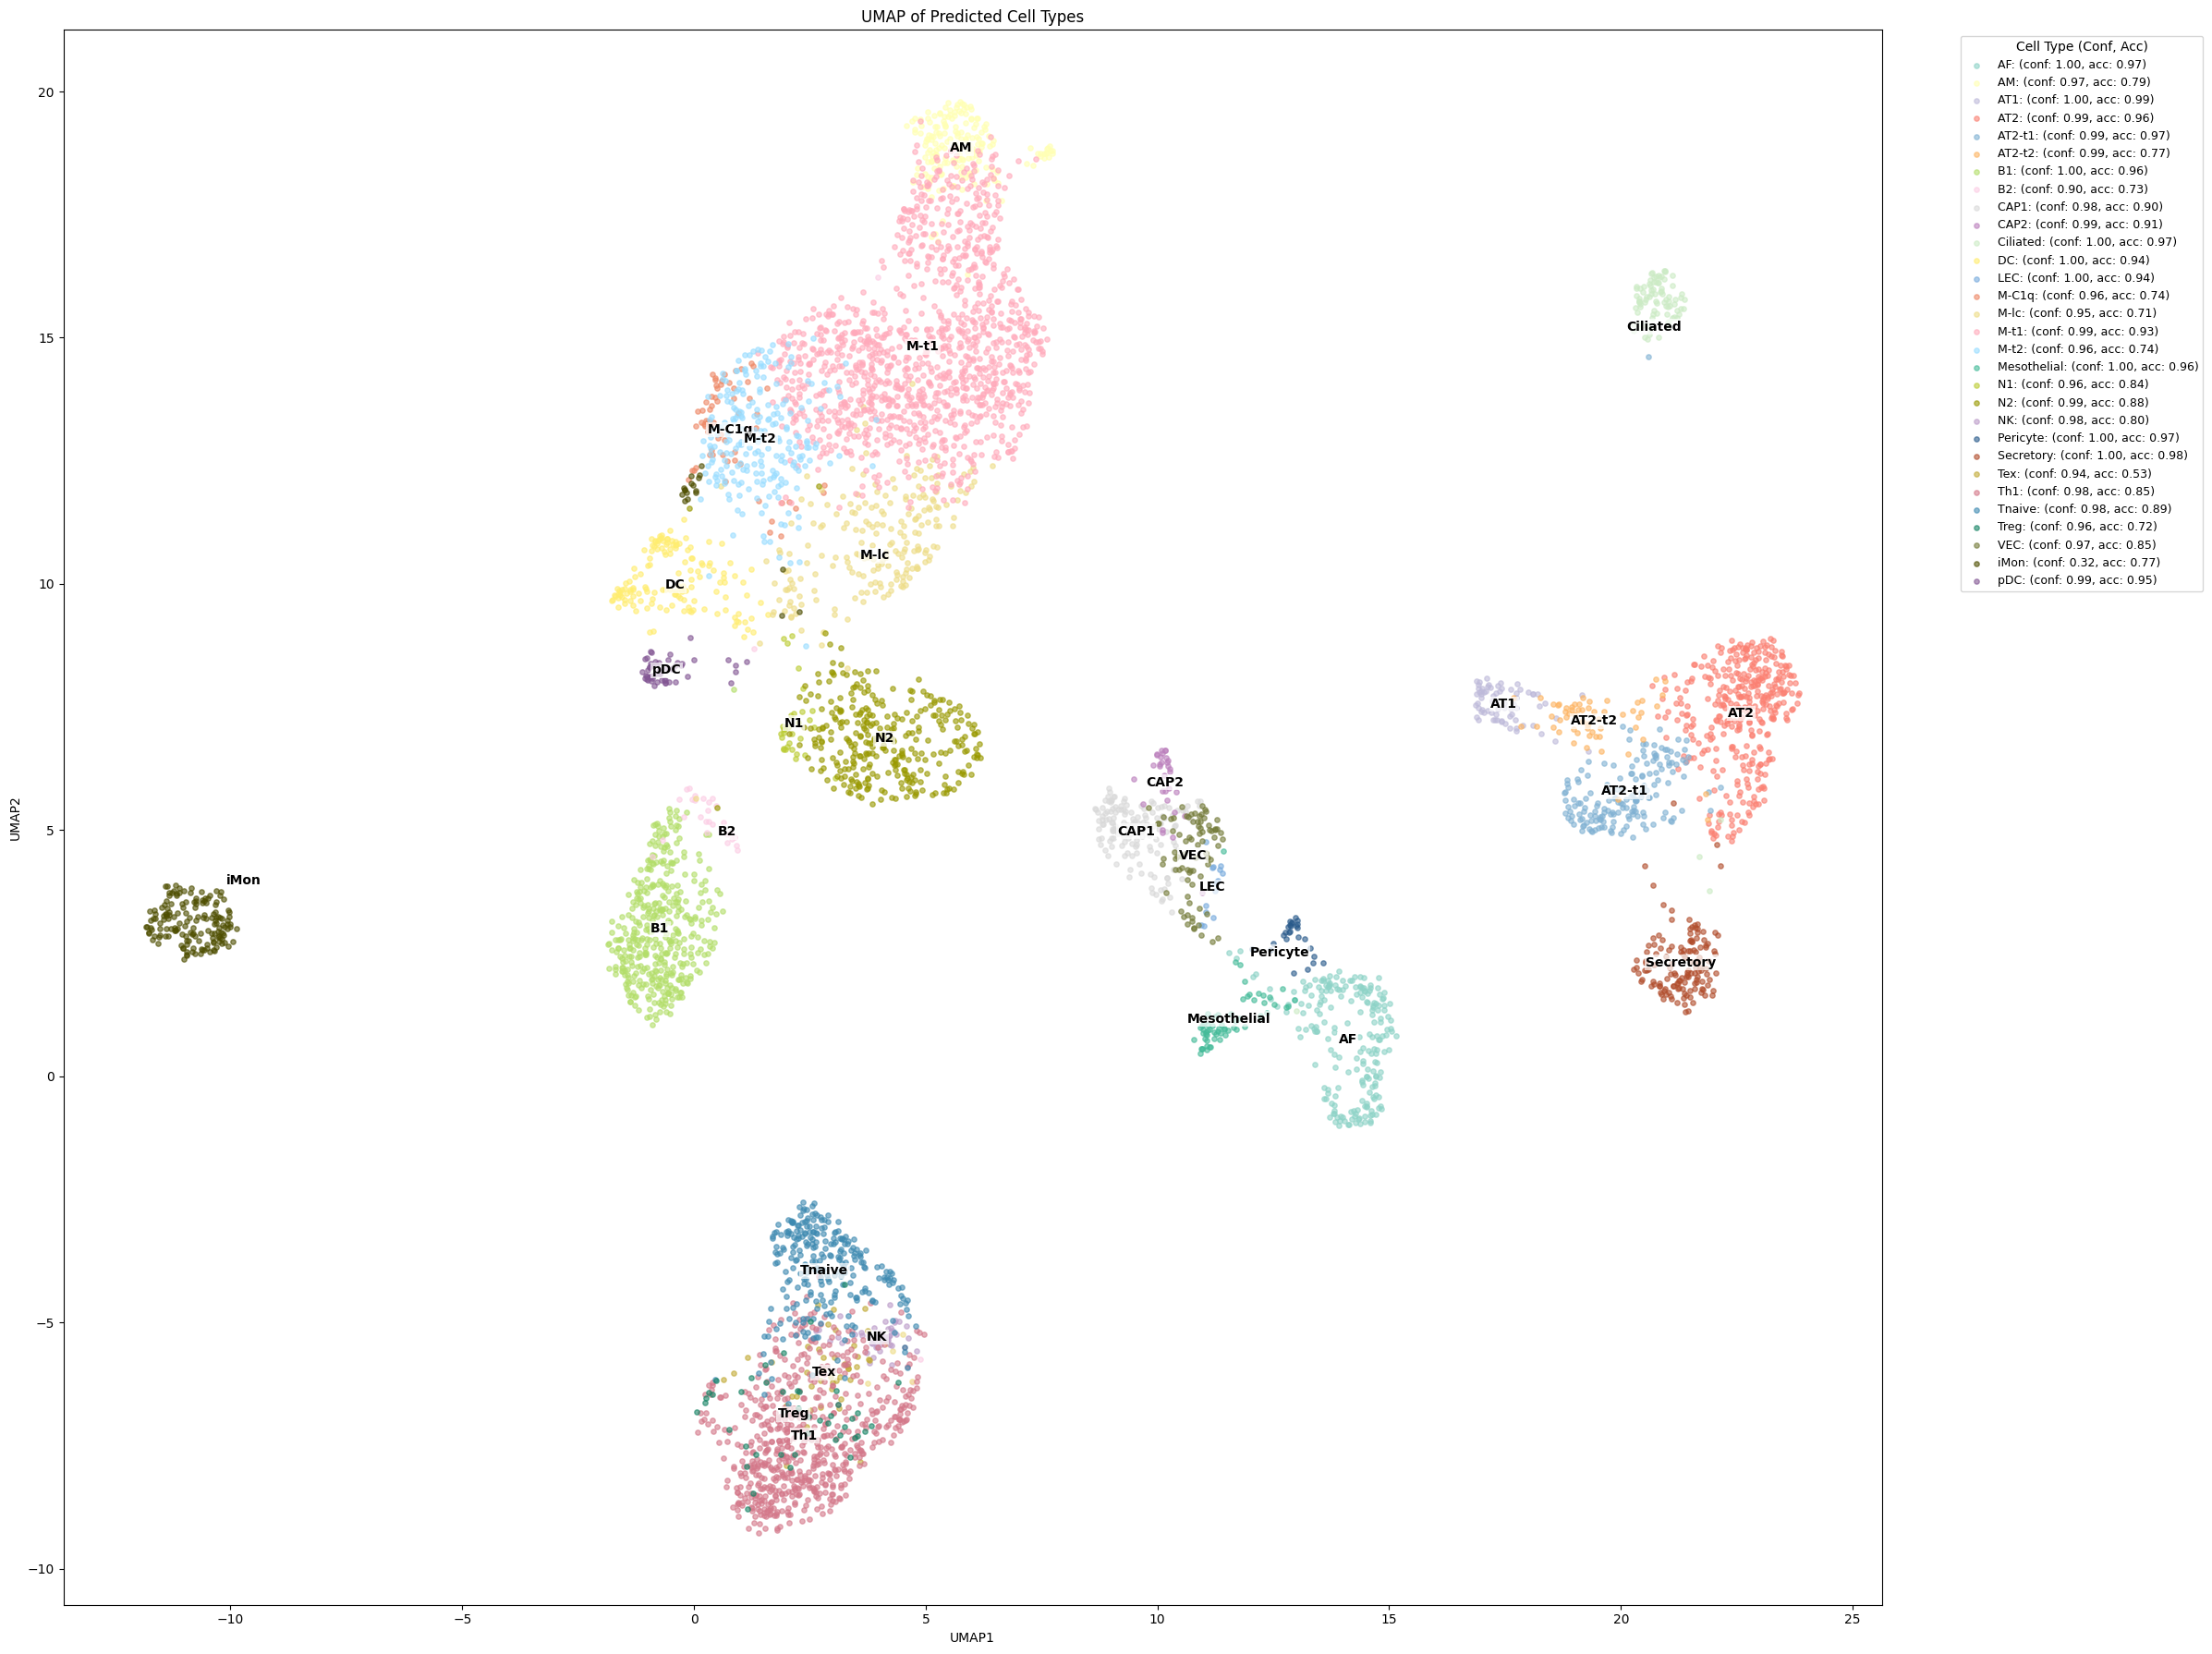 UMAP of Predicted Cell Types
Cell Type (Conf, Acc)
AF: (conf: 1.00, acc: 0.97)
AM: (conf: 0.97, acc: 0.79)
AT1: (conf: 1.00, acc: 0.99)
AT2: (conf: 0.99, acc: 0.96)
AT2-t1: (conf: 0.99, acc: 0.97)
AT2-t2: (conf: 0.99, acc: 0.77)
B1: (conf: 1.00, acc: 0.96)
B2: (conf: 0.90, acc: 0.73)
CAP1: (conf: 0.98, acc: 0.90)
CAP2: (conf: 0.99, acc: 0.91)
Ciliated: (conf: 1.00, acc: 0.97)
DC: (conf: 1.00, acc: 0.94)
LEC: (conf: 1.00, acc: 0.94)
M-C1q: (conf: 0.96, acc: 0.74)
M-lc: (conf: 0.95, acc: 0.71)
M-t1: (conf: 0.99, acc: 0.93)
M-t2: (conf: 0.96, acc: 0.74)
Mesothelial: (conf: 1.00, acc: 0.96)
N1: (conf: 0.96, acc: 0.84)
N2: (conf: 0.99, acc: 0.88)
NK: (conf: 0.98, acc: 0.80)
Pericyte: (conf: 1.00, acc: 0.97)
Secretory: (conf: 1.00, acc: 0.98)
Tex: (conf: 0.94, acc: 0.53)
Th1: (conf: 0.98, acc: 0.85)
Tnaive: (conf: 0.98, acc: 0.89)
Treg: (conf: 0.96, acc: 0.72)
VEC: (conf: 0.97, acc: 0.85)
iMon: (conf: 0.32, acc: 0.77)
pDC: (conf: 0.99, acc: 0.95)
AM
Ciliated
M-t1
M-C1q
M-t2
M-lc
DC
pDC
AT1
AT2-t2
AT2
N1
N2
CAP2
AT2-t1
B2
CAP1
VEC
iMon
LEC
B1
Pericyte
Secretory
Mesothelial
AF
Tnaive
NK
Tex
Treg
Th1
20
15
10
5
0
−5
−10
UMAP2
−10
−5
0
5
10
15
20
25
UMAP1